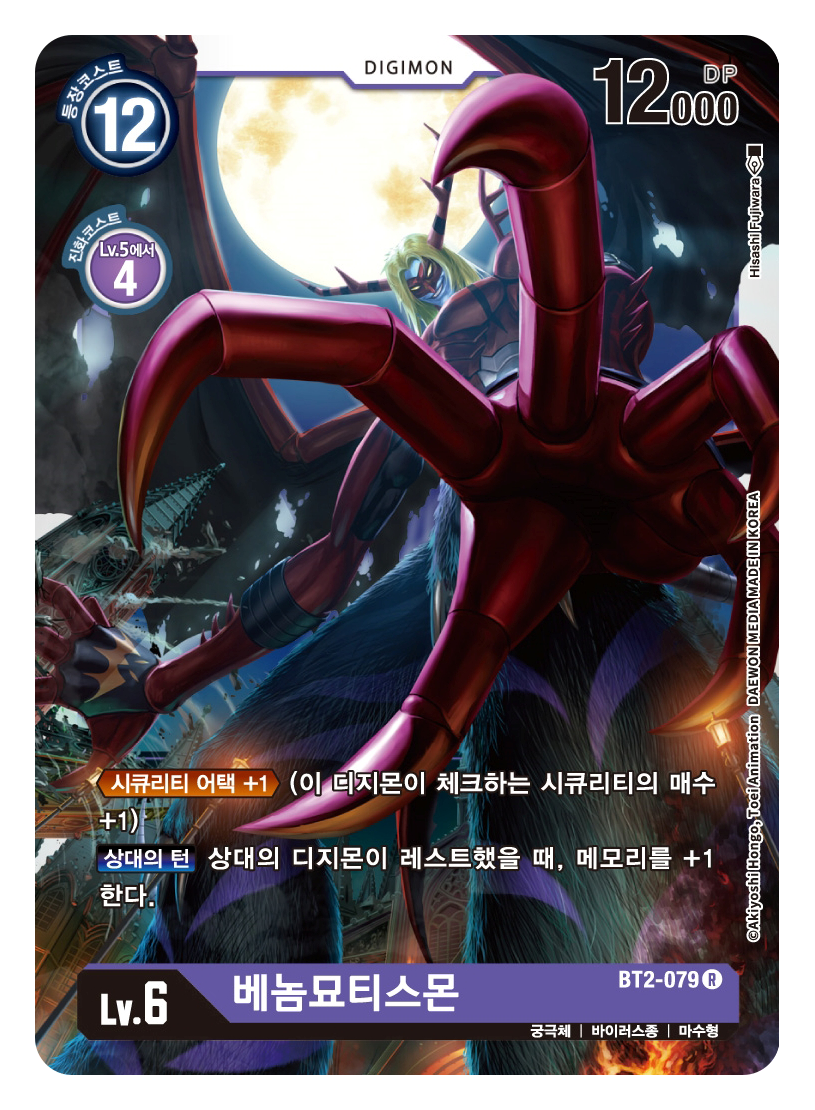 DIGIMON
등장코스트
12
12000
DP
진화코스트
Lv.5에서
4
Hisashi Fujiwara
©Akiyoshi Hongo, Toei Animation DAEWON MEDIA MADE IN KOREA
시큐리티 어택 +1 (이 디지몬이 체크하는 시큐리티의 매수
+1)
상대의 턴 상대의 디지몬이 레스트했을 때, 메모리를 +1
한다.
Lv.6
베놈묘티스몬
BT2-079 R
궁극체 | 바이러스종 | 마수형